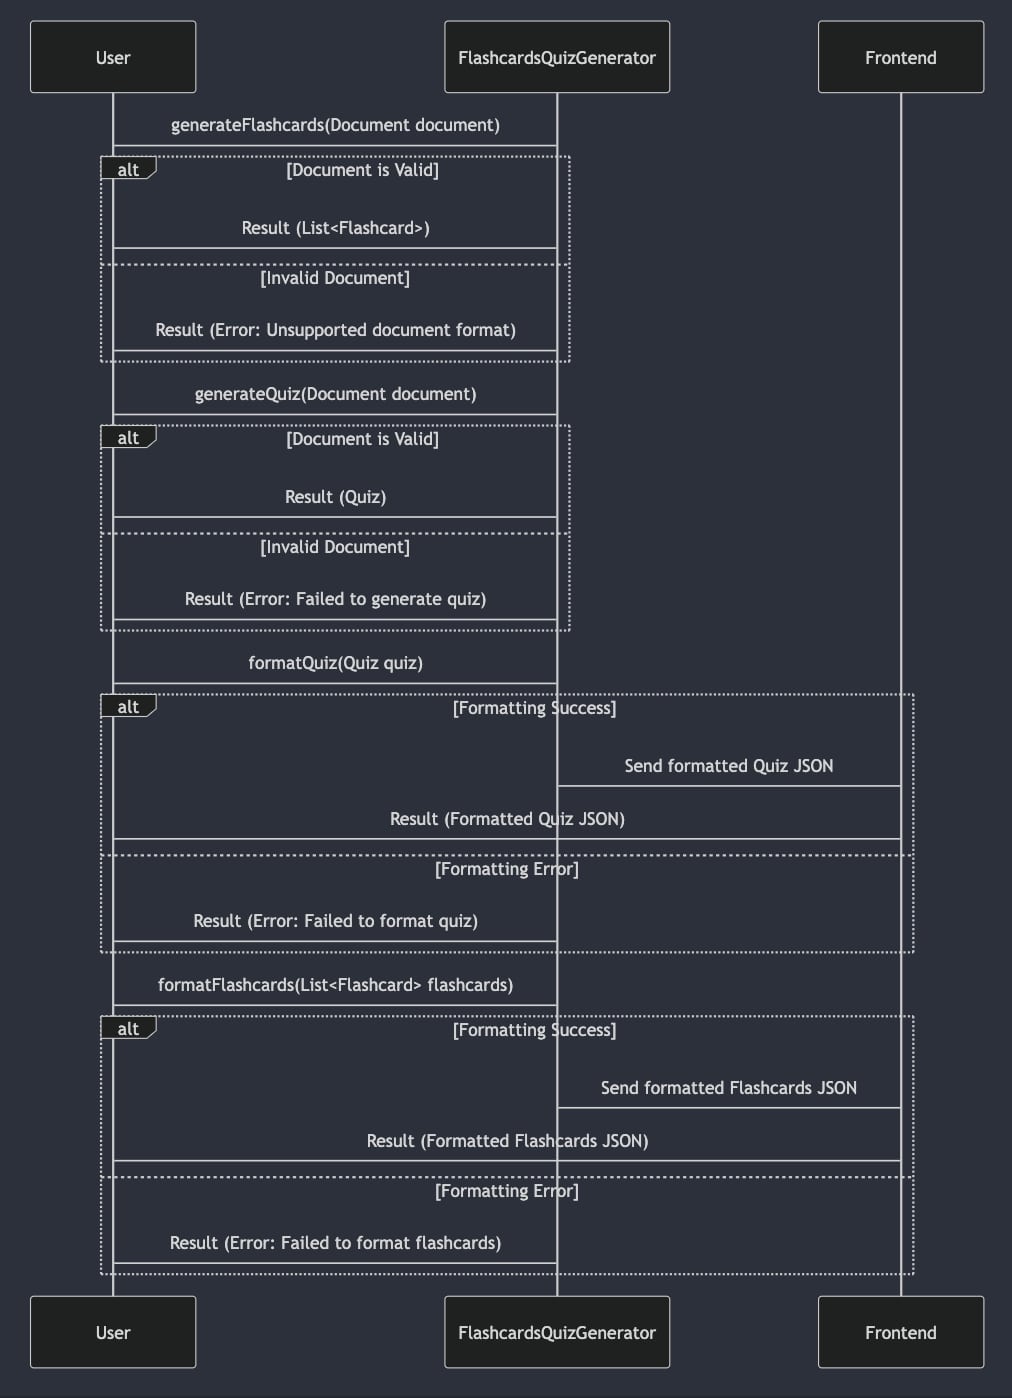 User
FlashcardsQuizGenerator
Frontend
generateFlashcards(Document document)
alt
[Document is Valid]
Result (List<Flashcard>)
[Invalid Document]
Result (Error: Unsupported document format)
generateQuiz(Document document)
alt
[Document is Valid]
Result (Quiz)
[Invalid Document]
Result (Error: Failed to generate quiz)
formatQuiz(Quiz quiz)
alt
[Formatting Success]
Send formatted Quiz JSON
Result (Formatted Quiz JSON)
[Formatting Error]
Result (Error: Failed to format quiz)
formatFlashcards(List<Flashcard> flashcards)
alt
[Formatting Success]
Send formatted Flashcards JSON
Result (Formatted Flashcards JSON)
[Formatting Error]
Result (Error: Failed to format flashcards)
User
FlashcardsQuizGenerator
Frontend